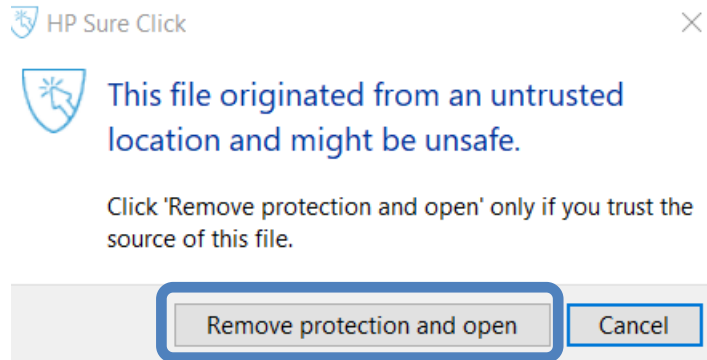 HP Sure Click
This file originated from an untrusted
location and might be unsafe.
Click 'Remove protection and open' only if you trust the
source of this file.
Remove protection and open
Cancel